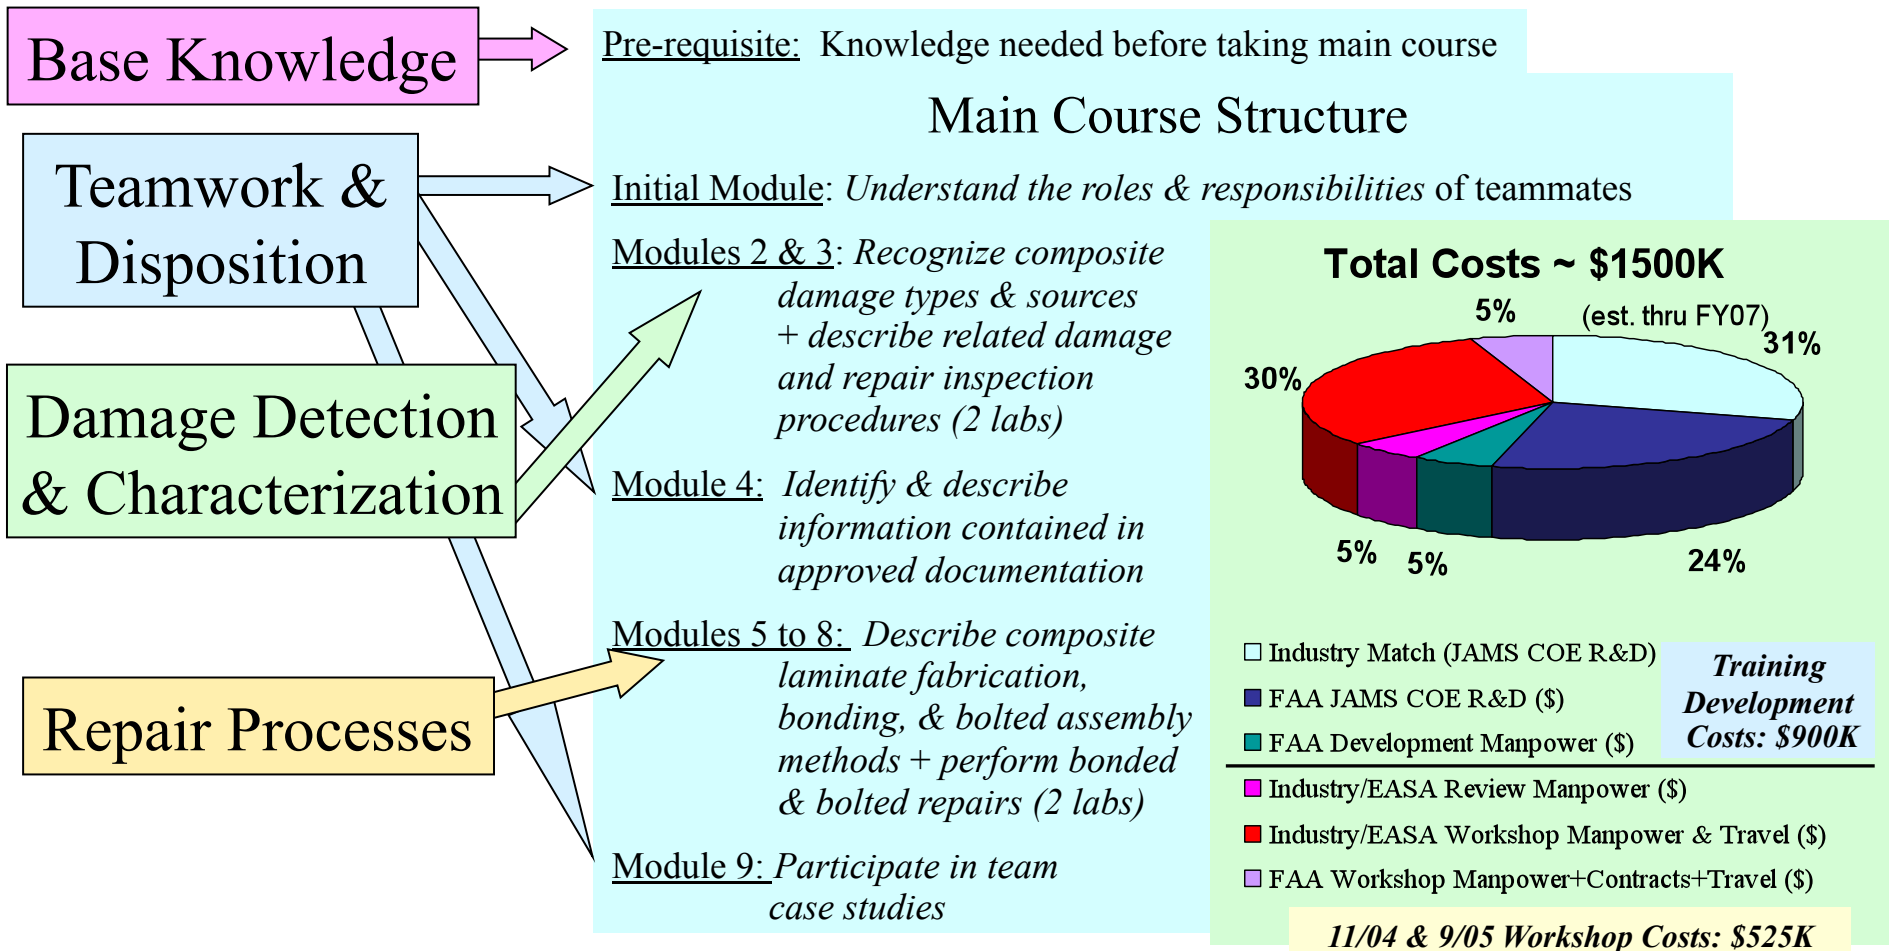 Base Knowledge
Pre-requisite: Knowledge needed before taking main course
Main Course Structure
Teamwork &
Disposition
Initial Module: Understand the roles & responsibilities of teammates
Modules 2 & 3: Recognize composite
damage types & sources
+ describe related damage
and repair inspection
procedures (2 labs)
Damage Detection
& Characterization
Module 4: Identify & describe
information contained in
approved documentation
Modules 5 to 8: Describe composite
laminate fabrication,
bonding, & bolted assembly
methods + perform bonded
& bolted repairs (2 labs)
Repair Processes
Module 9: Participate in team
case studies
Total Costs ~ $1500K
(est. thru FY07)
5%
31%
30%
5%
5%
24%
Industry Match (JAMS COE R&D)
FAA JAMS COE R&D ($)
FAA Development Manpower ($)
Training
Development
Costs: $900K
Industry/EASA Review Manpower ($)
Industry/EASA Workshop Manpower & Travel ($)
FAA Workshop Manpower+Contracts+Travel ($)
11/04 & 9/05 Workshop Costs: $525K